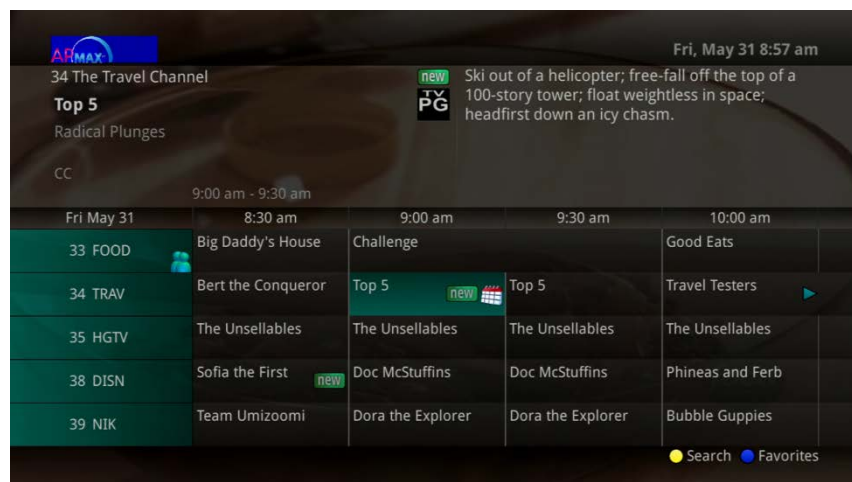 ARMAX
Fri, May 31 8:57 am
34 The Travel Channel
Top 5
Radical Plunges
CC
9:00 am - 9:30 am
new
TV PG
Ski out of a helicopter; free-fall off the top of a
100-story tower; float weightless in space;
headfirst down an icy chasm.
Fri May 31 8:30 am 9:00 am 9:30 am 10:00 am
33 FOOD Big Daddy's House Challenge Good Eats
34 TRAV Bert the Conqueror Top 5 new Top 5 Travel Testers
35 HGTV The Unsellables The Unsellables The Unsellables The Unsellables
38 DISN Sofia the First new Doc McStuffins Doc McStuffins Phineas and Ferb
39 NIK Team Umizoomi Dora the Explorer Dora the Explorer Bubble Guppies
Search Favorites